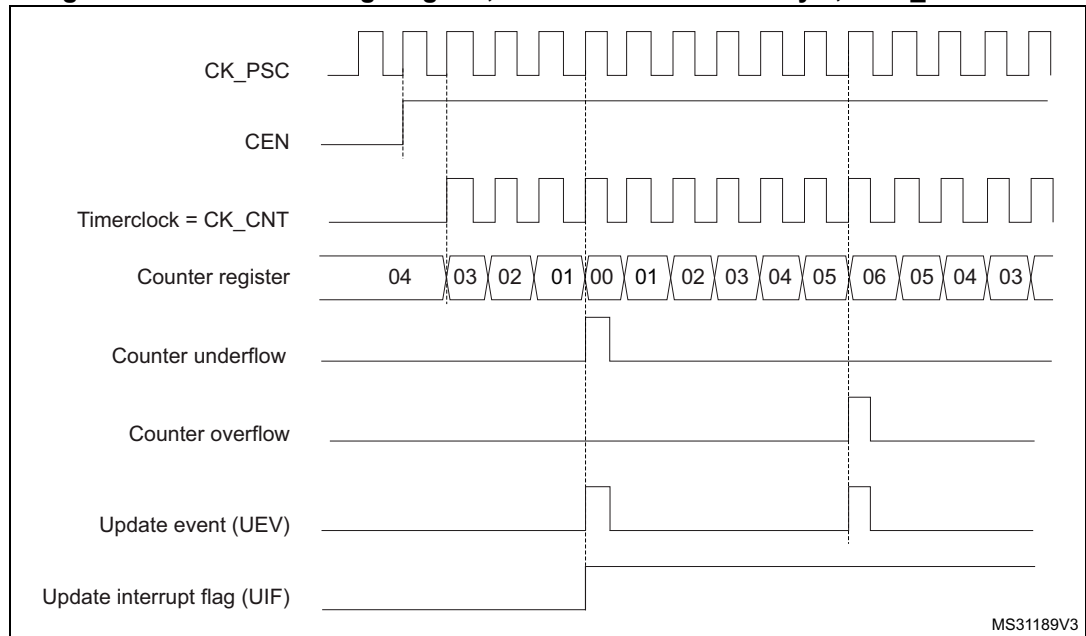 CK_PSC
CEN
Timerclock = CK_CNT
Counter register 04 03 02 01 00 01 02 03 04 05 06 05 04 03
Counter underflow
Counter overflow
Update event (UEV)
Update interrupt flag (UIF)
MS31189V3